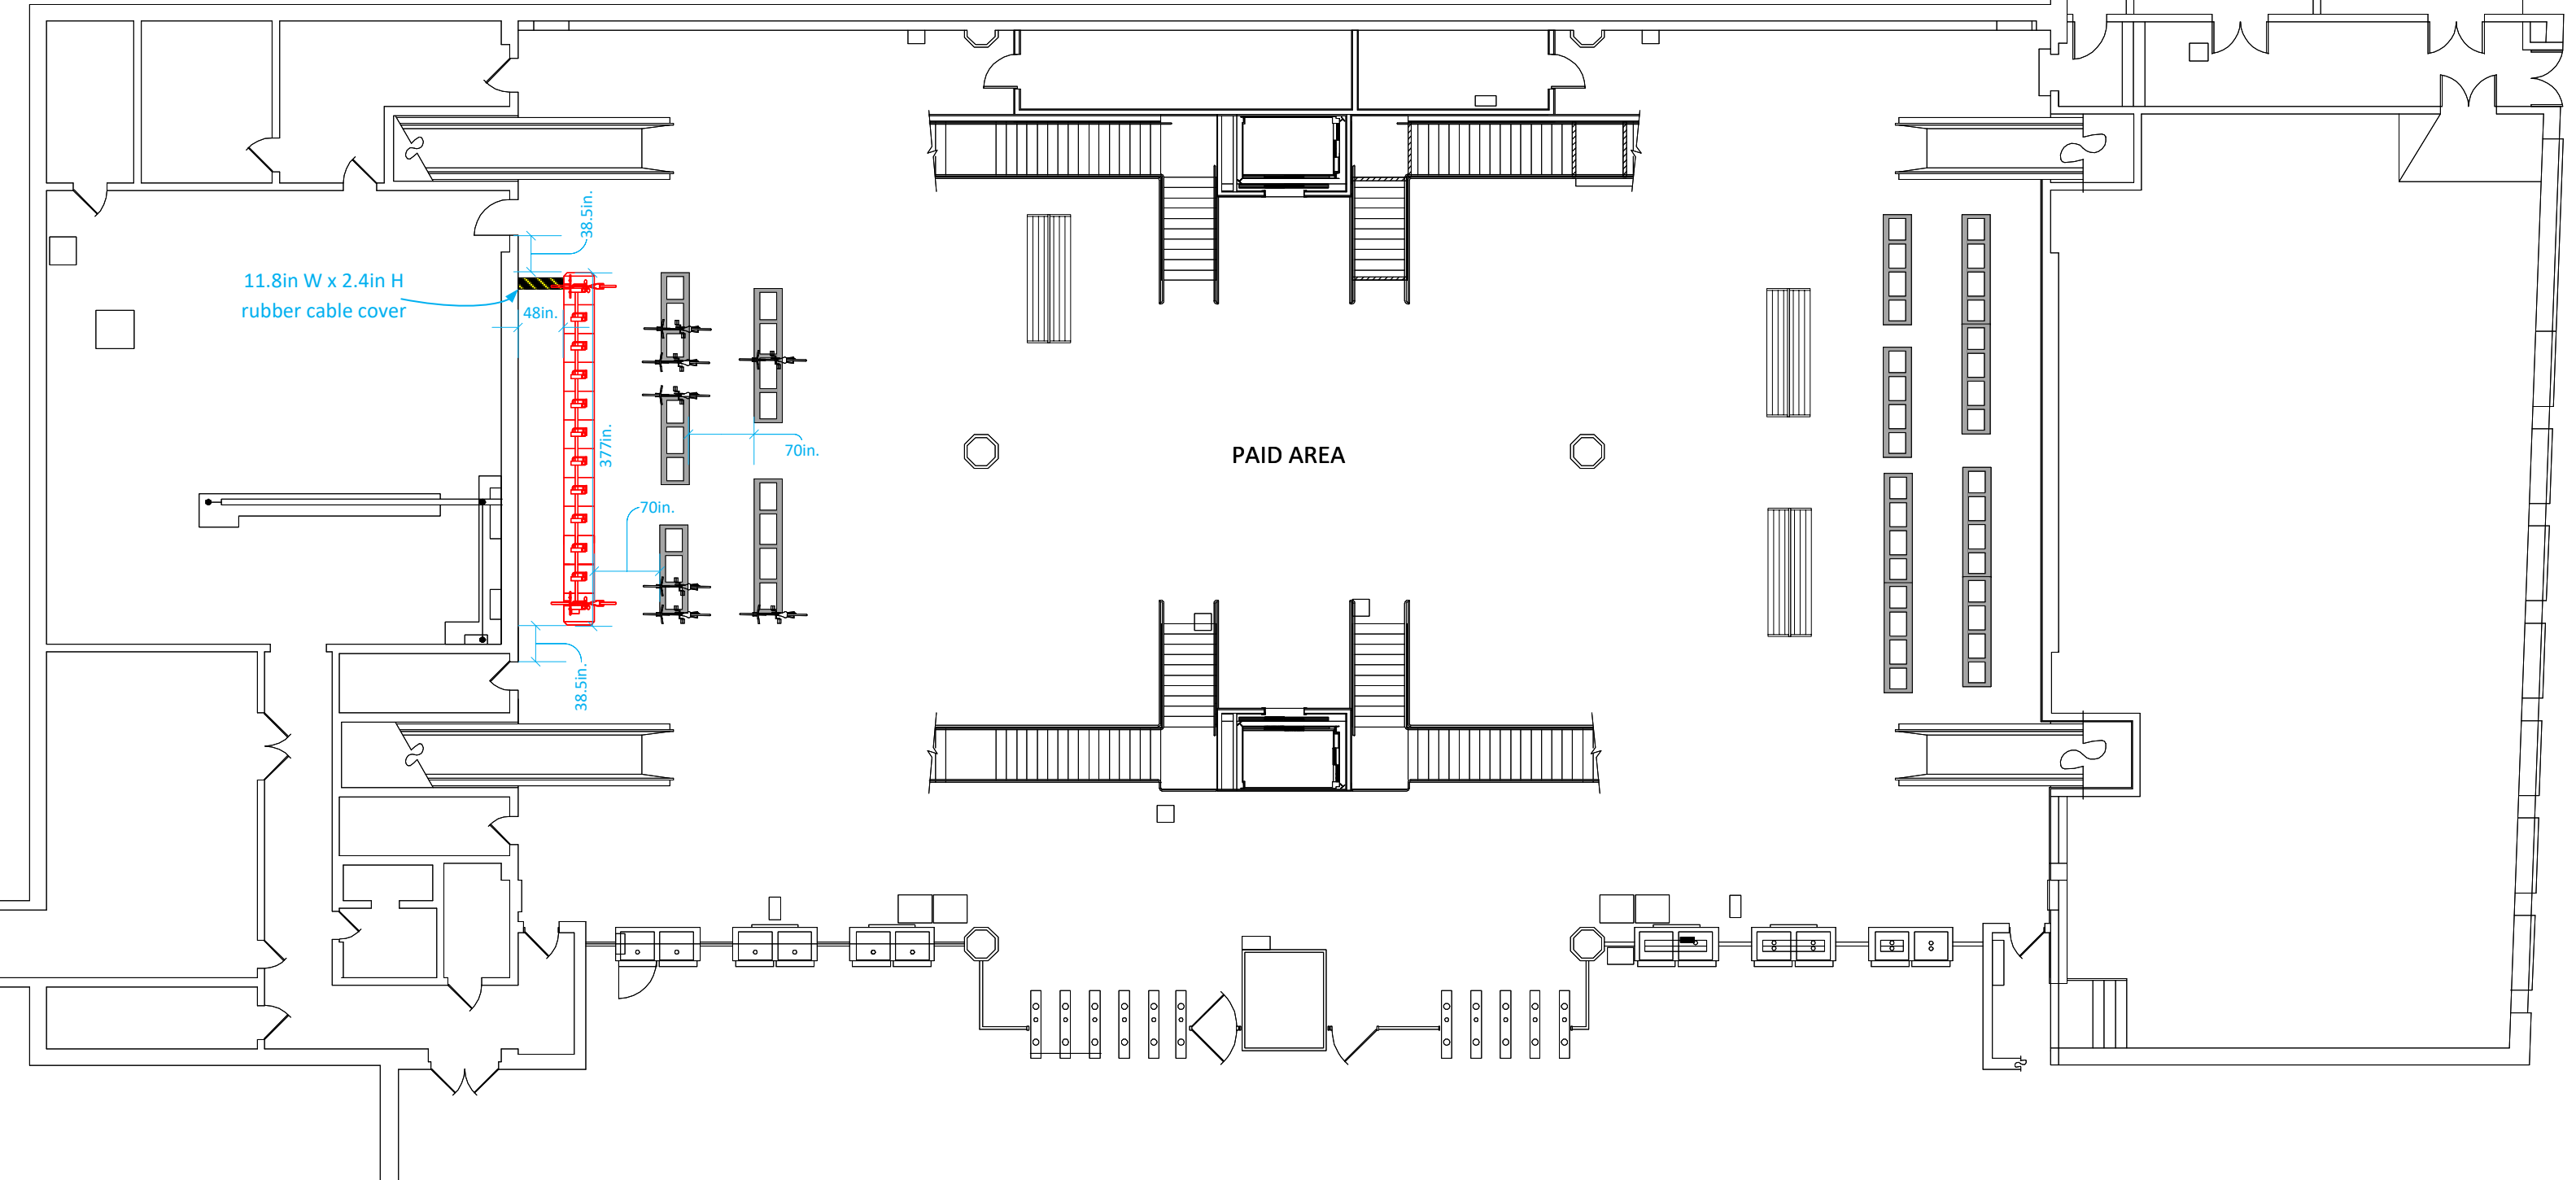 38.5in.
11.8in W x 2.4in H
rubber cable cover
48in.
377in.
70in.
70in.
PAID AREA
38.5in.